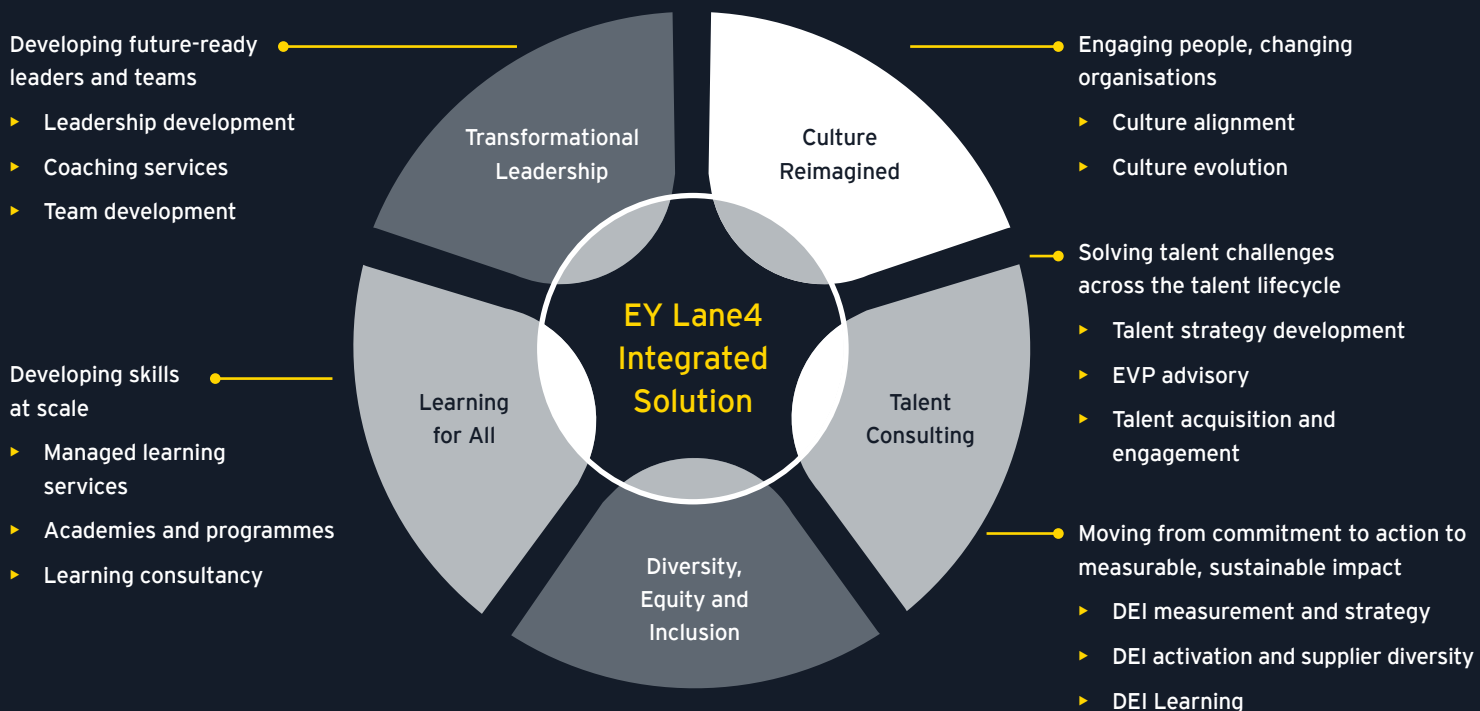 Developing future-ready
leaders and teams
▸ Leadership development
▸ Coaching services
▸ Team development
Developing skills
at scale
▸ Managed learning
services
▸ Academies and programmes
▸ Learning consultancy
Transformational
Leadership
Culture
Reimagined
Learning
for All
EY Lane4
Integrated
Solution
Talent
Consulting
Diversity,
Equity and
Inclusion
Engaging people, changing
organisations
▸ Culture alignment
▸ Culture evolution
Solving talent challenges
across the talent lifecycle
▸ Talent strategy development
▸ EVP advisory
▸ Talent acquisition and
engagement
Moving from commitment to action to
measurable, sustainable impact
▸ DEI measurement and strategy
▸ DEI activation and supplier diversity
▸ DEI Learning